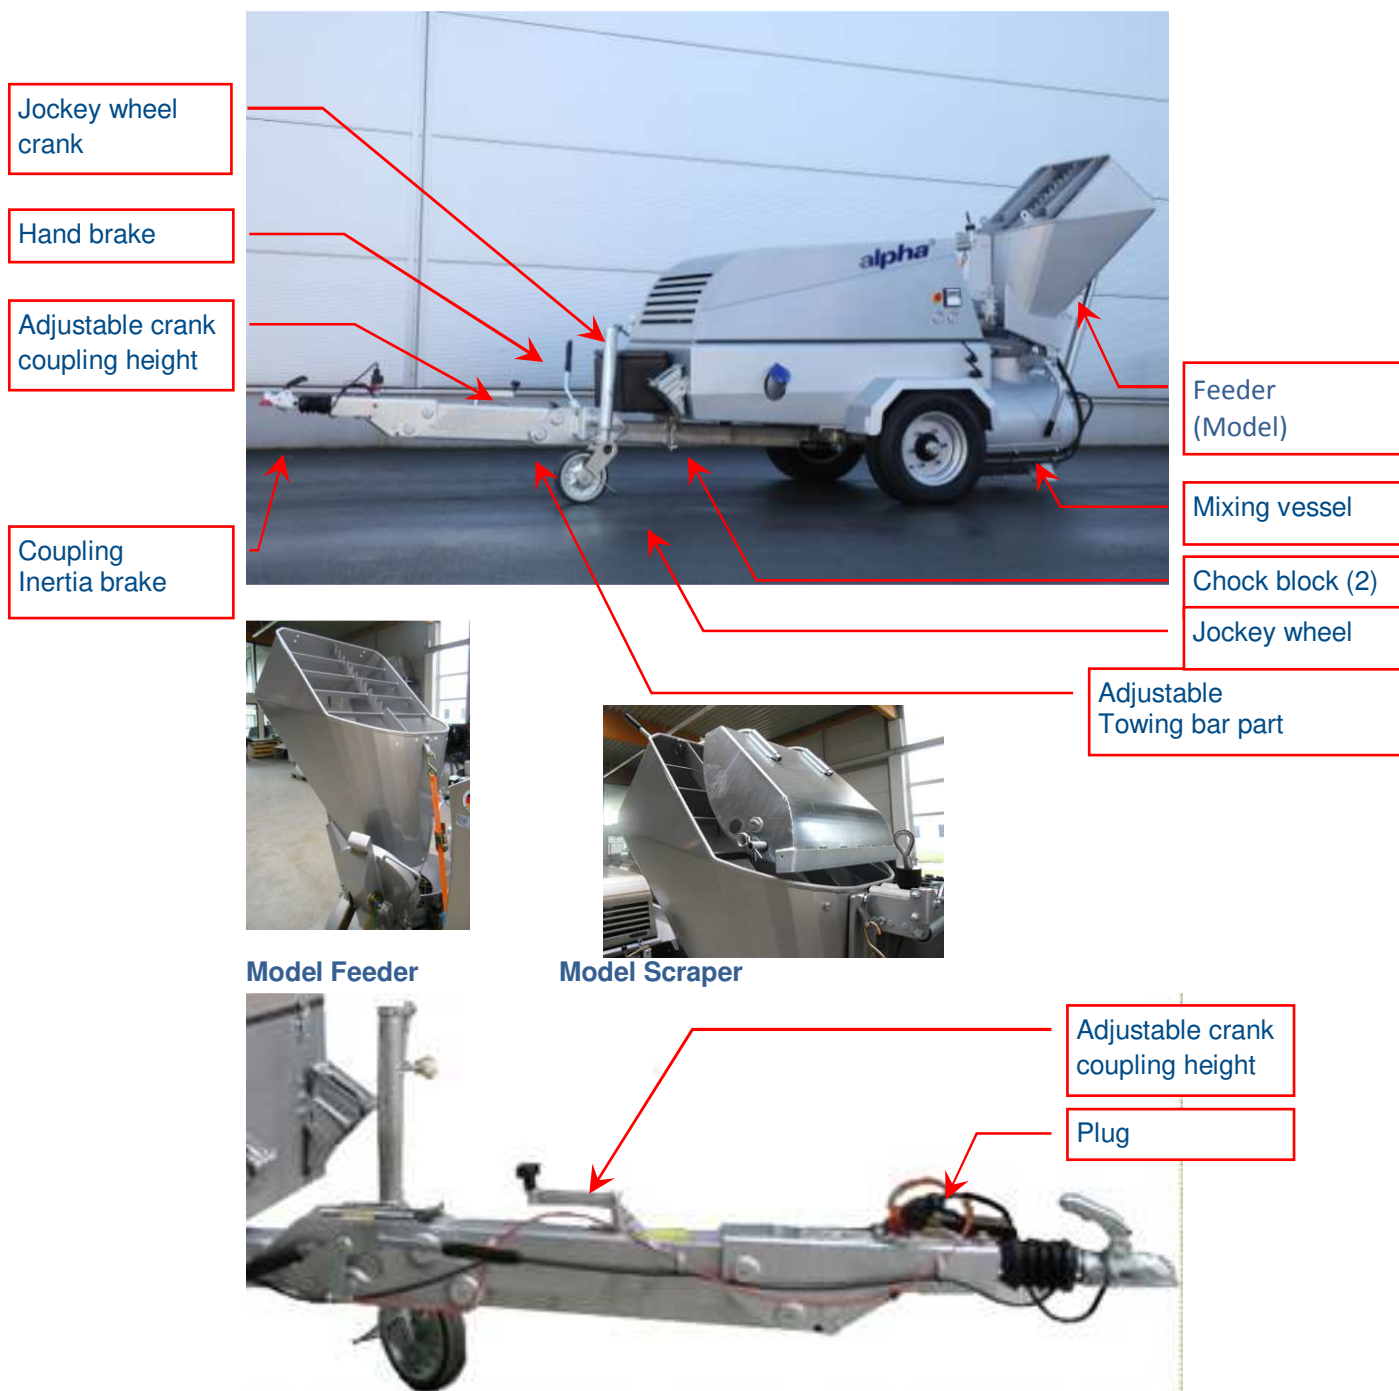 Jockey wheel
crank
Hand brake
Adjustable crank
coupling height
Coupling
Inertia brake
alpha
Feeder
(Model)
Mixing vessel
Chock block (2)
Jockey wheel
Adjustable
Towing bar part
Model Feeder
Model Scraper
Adjustable crank
coupling height
Plug